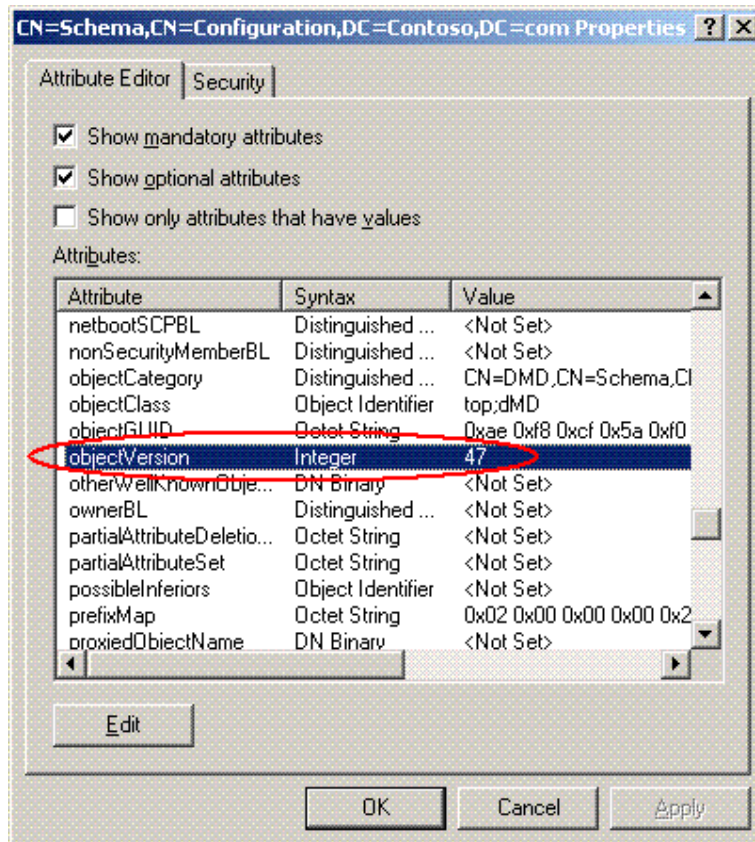 CN=Schema,CN=Configuration,DC=Contoso,DC=com Properties ? X
Attribute Editor Security
Show mandatory attributes
Show optional attributes
Show only attributes that have values
Attributes:
Attribute Syntax Value
netbootSCPBL Distinguished ... <Not Set>
nonSecurityMemberBL Distinguished ... <Not Set>
objectCategory Distinguished ... CN=DMD,CN=Schema,Cl
objectClass Object Identifier top;dMD
objectGUID Octet String 0xae 0xf8 0xcf 0x5a 0xf0
objectVersion Integer 47
otherWellKnownObje... DN Binary <Not Set>
ownerBL Distinguished ... <Not Set>
partialAttributeDeletio... Octet String <Not Set>
partialAttributeSet Octet String <Not Set>
possibleInferiors Object Identifier <Not Set>
prefixMap Octet String 0x02 0x00 0x00 0x00 0x2
proxiedObjectName DN Binary <Not Set>
Edit
OK Cancel Apply